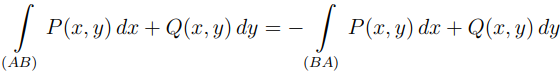 ∫ P(x, y) dx + Q(x, y) dy = − ∫ P(x, y) dx + Q(x, y) dy
(AB) (BA)